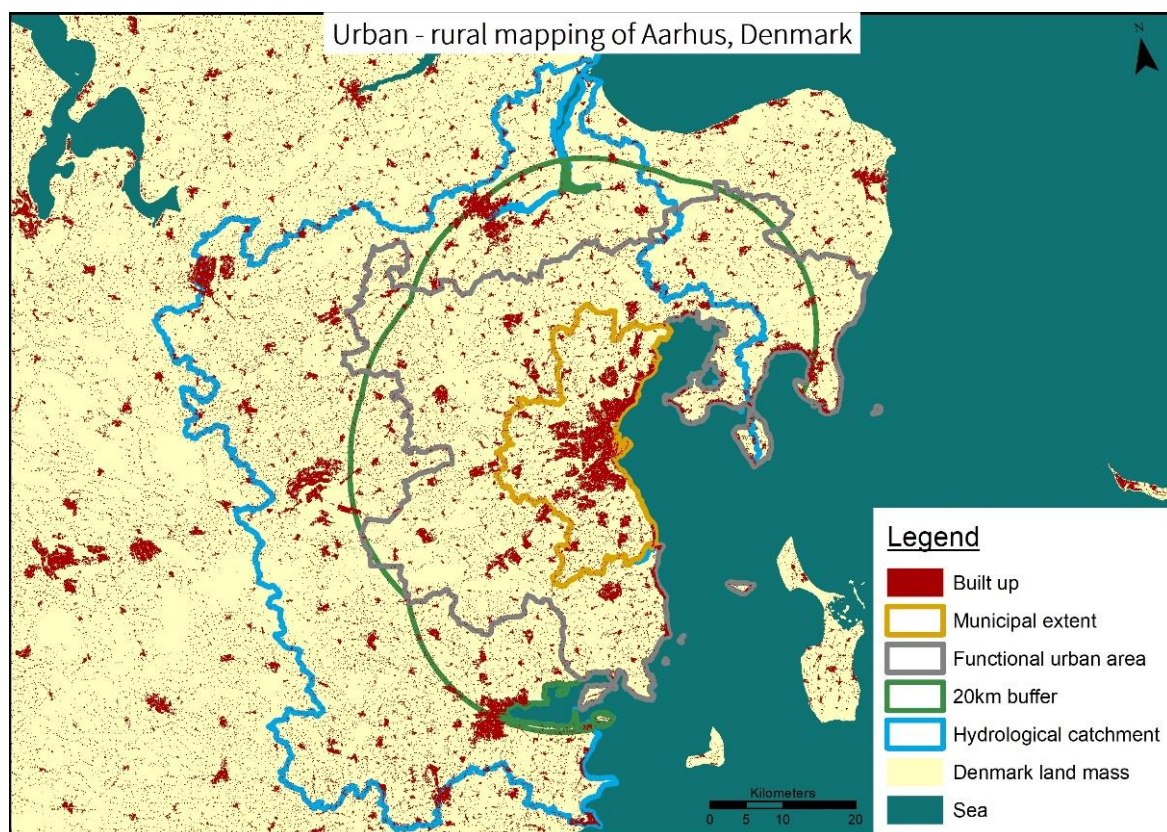 Urban - rural mapping of Aarhus, Denmark
N
Legend
Built up
Municipal extent
Functional urban area
20km buffer
Hydrological catchment
Denmark land mass
Sea
Kilometers
0 5 10 20